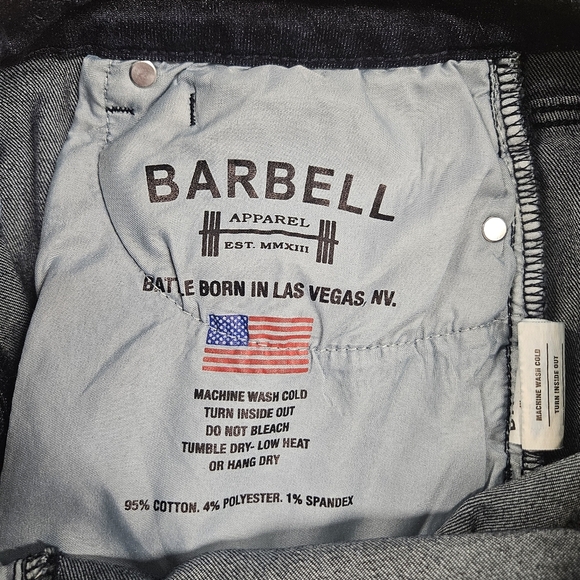 BARBELL
APPAREL
EST. MMXIII
BATTLE BORN IN LAS VEGAS, NV.
MACHINE WASH COLD
TURN INSIDE OUT
DO NOT BLEACH
TUMBLE DRY- LOW HEAT
OR HANG DRY
95% COTTON. 4% POLYESTER. 1% SPANDEX
MACHINE WASH COLD
TURN INSIDE OUT